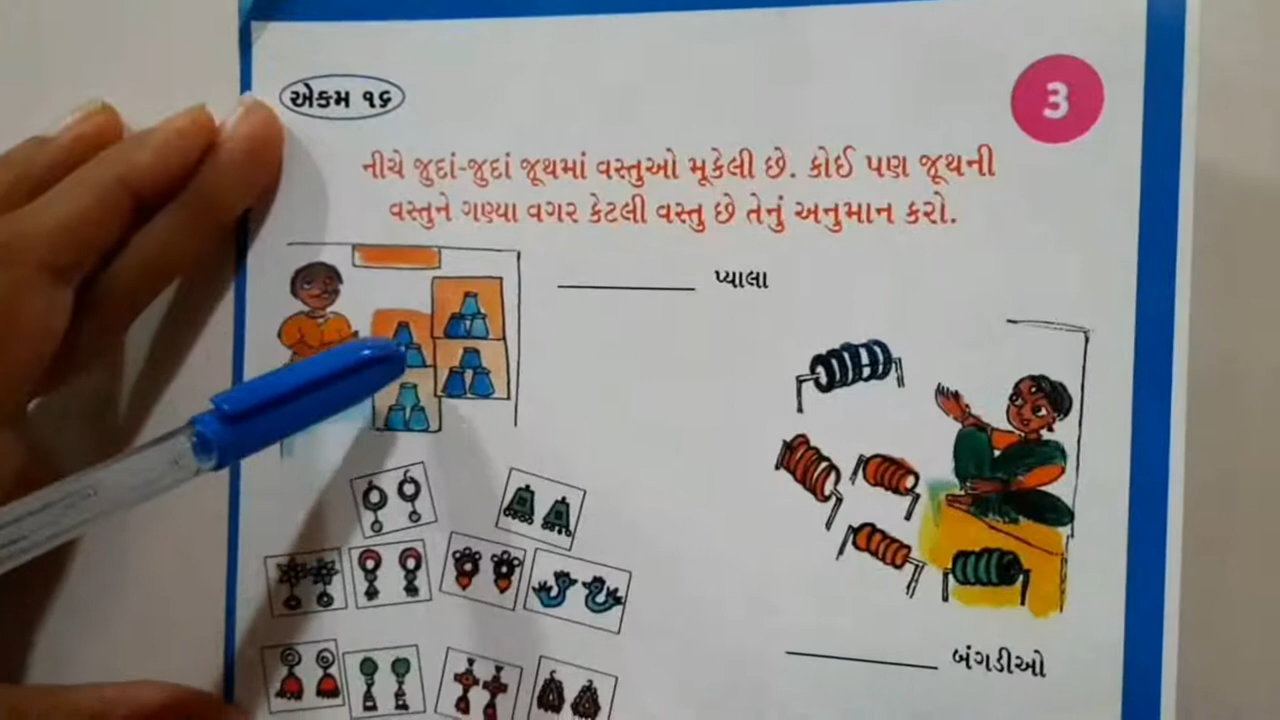 એકમ ૧૬
3
નીચે જુદાં-જુદાં જૂથમાં વસ્તુઓ મૂકેલી છે. કોઈ પણ જૂથની
વસ્તુને ગણ્યા વગર કેટલી વસ્તુ છે તેનું અનુમાન કરો.
પ્યાલા
બંગડીઓ